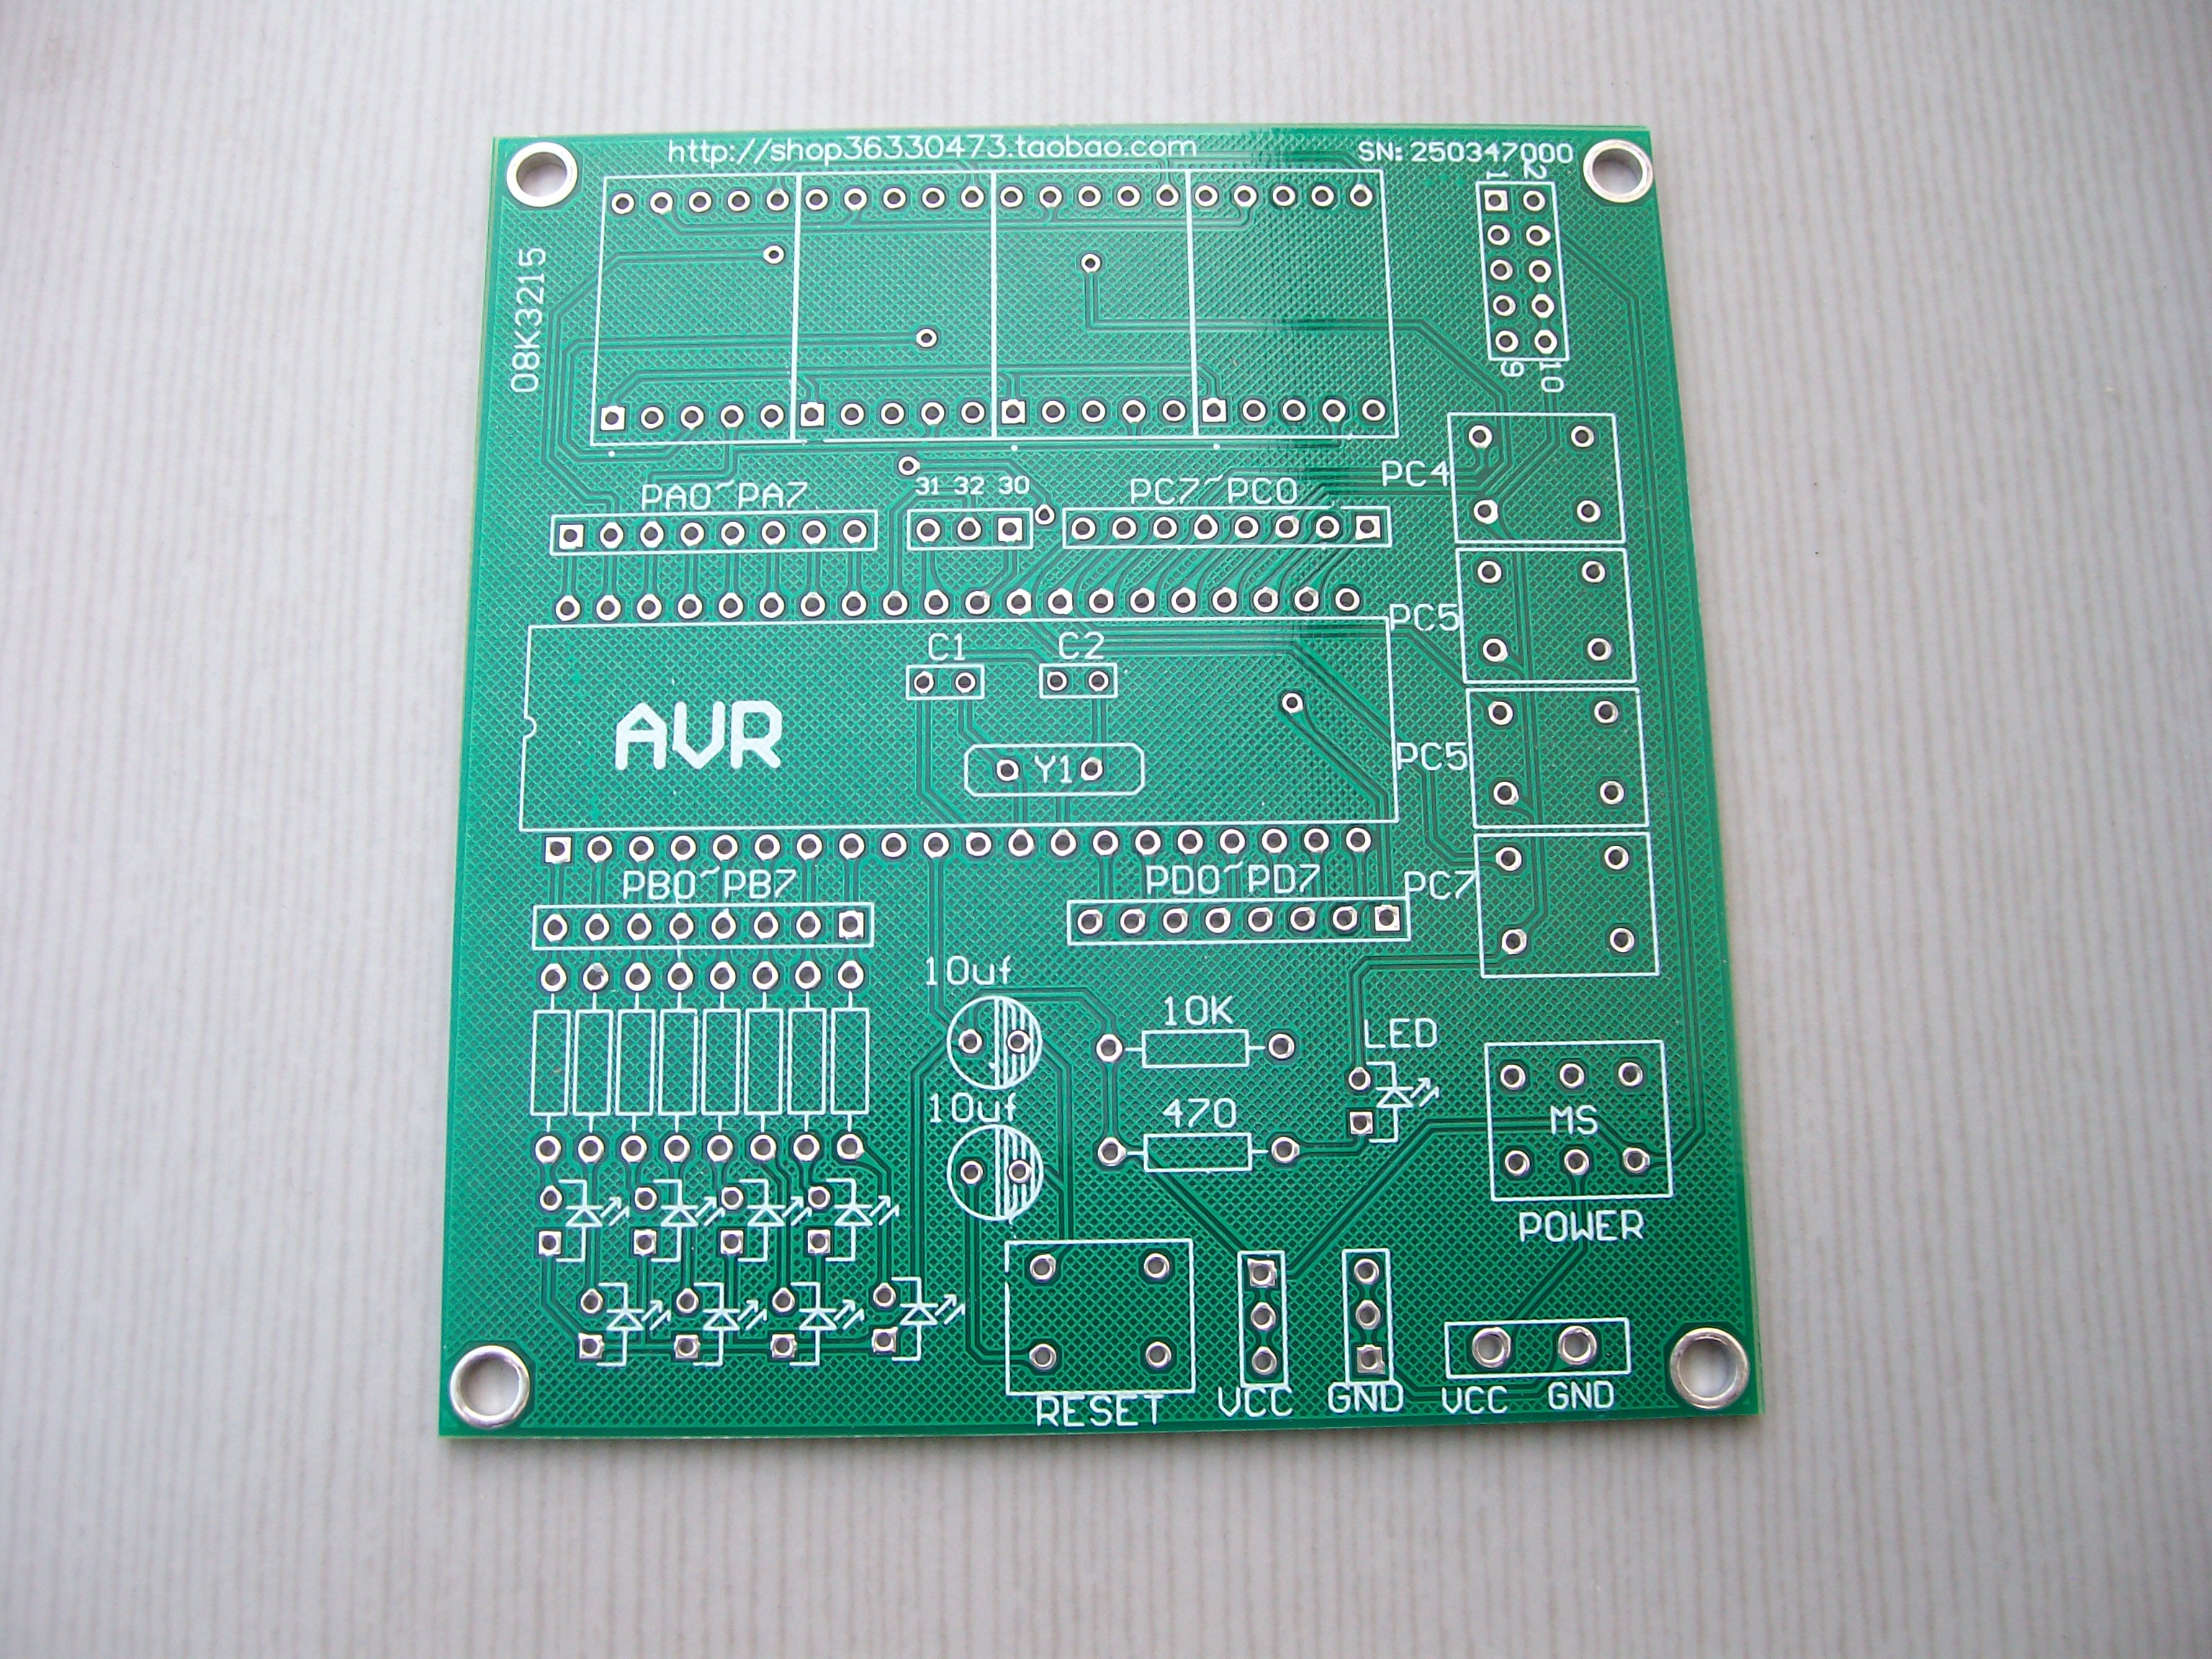 http://shop36330473.taobao.com
SN: 250347000
1 2
08K3215
9 10
PC4
PA0~PA7
31 32 30
PC7~PC0
PC5
C1
C2
AVR
Y1
PC5
PB0~PB7
PD0~PD7
PC7
10uf
10K
LED
10uf
470
MS
POWER
RESET
VCC
GND
VCC
GND